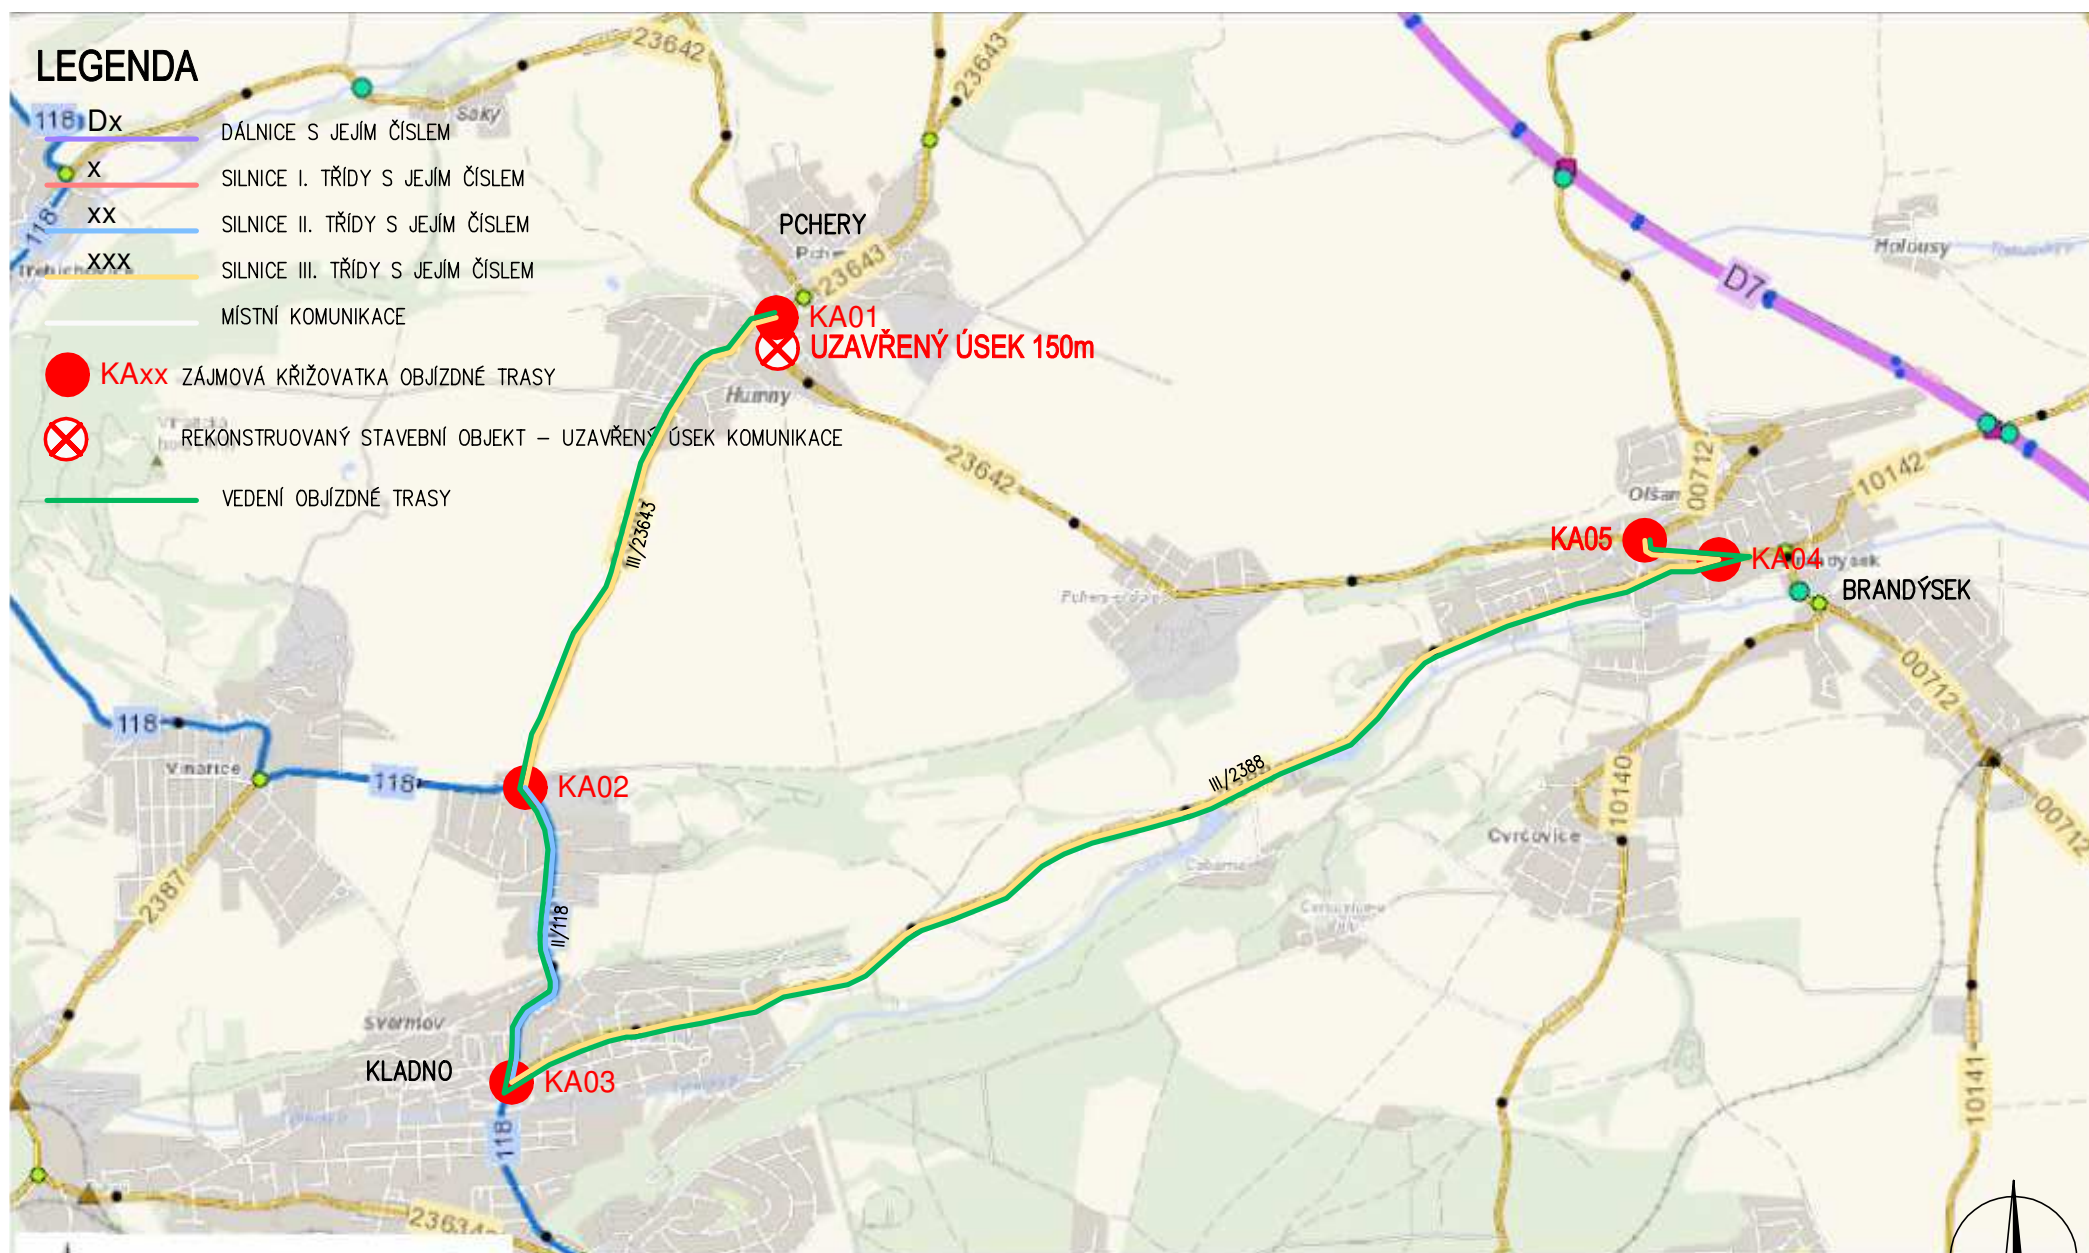 LEGENDA
Dx
DÁLNICE S JEJÍM ČÍSLEM
x
SILNICE I. TŘÍDY S JEJÍM ČÍSLEM
xx
SILNICE II. TŘÍDY S JEJÍM ČÍSLEM
xxx
SILNICE III. TŘÍDY S JEJÍM ČÍSLEM
MÍSTNÍ KOMUNIKACE
KAxx ZÁJMOVÁ KŘIŽOVATKA OBJÍZDNÉ TRASY
REKONSTRUOVANÝ STAVEBNÍ OBJEKT – UZAVŘENÝ ÚSEK KOMUNIKACE
VEDENÍ OBJÍZDNÉ TRASY
118
118
23642
23643
Saky
PCHERY
23643
KA01
UZAVŘENÝ ÚSEK 150m
Humny
23642
III/23643
D7
Holousy
00712
10142
KA05
KA04
BRANDÝSEK
00712
00712
118
Vinařice
118
KA02
2387
II/118
III/2388
10140
Cvrčovice
10141
KLADNO
KA03
118